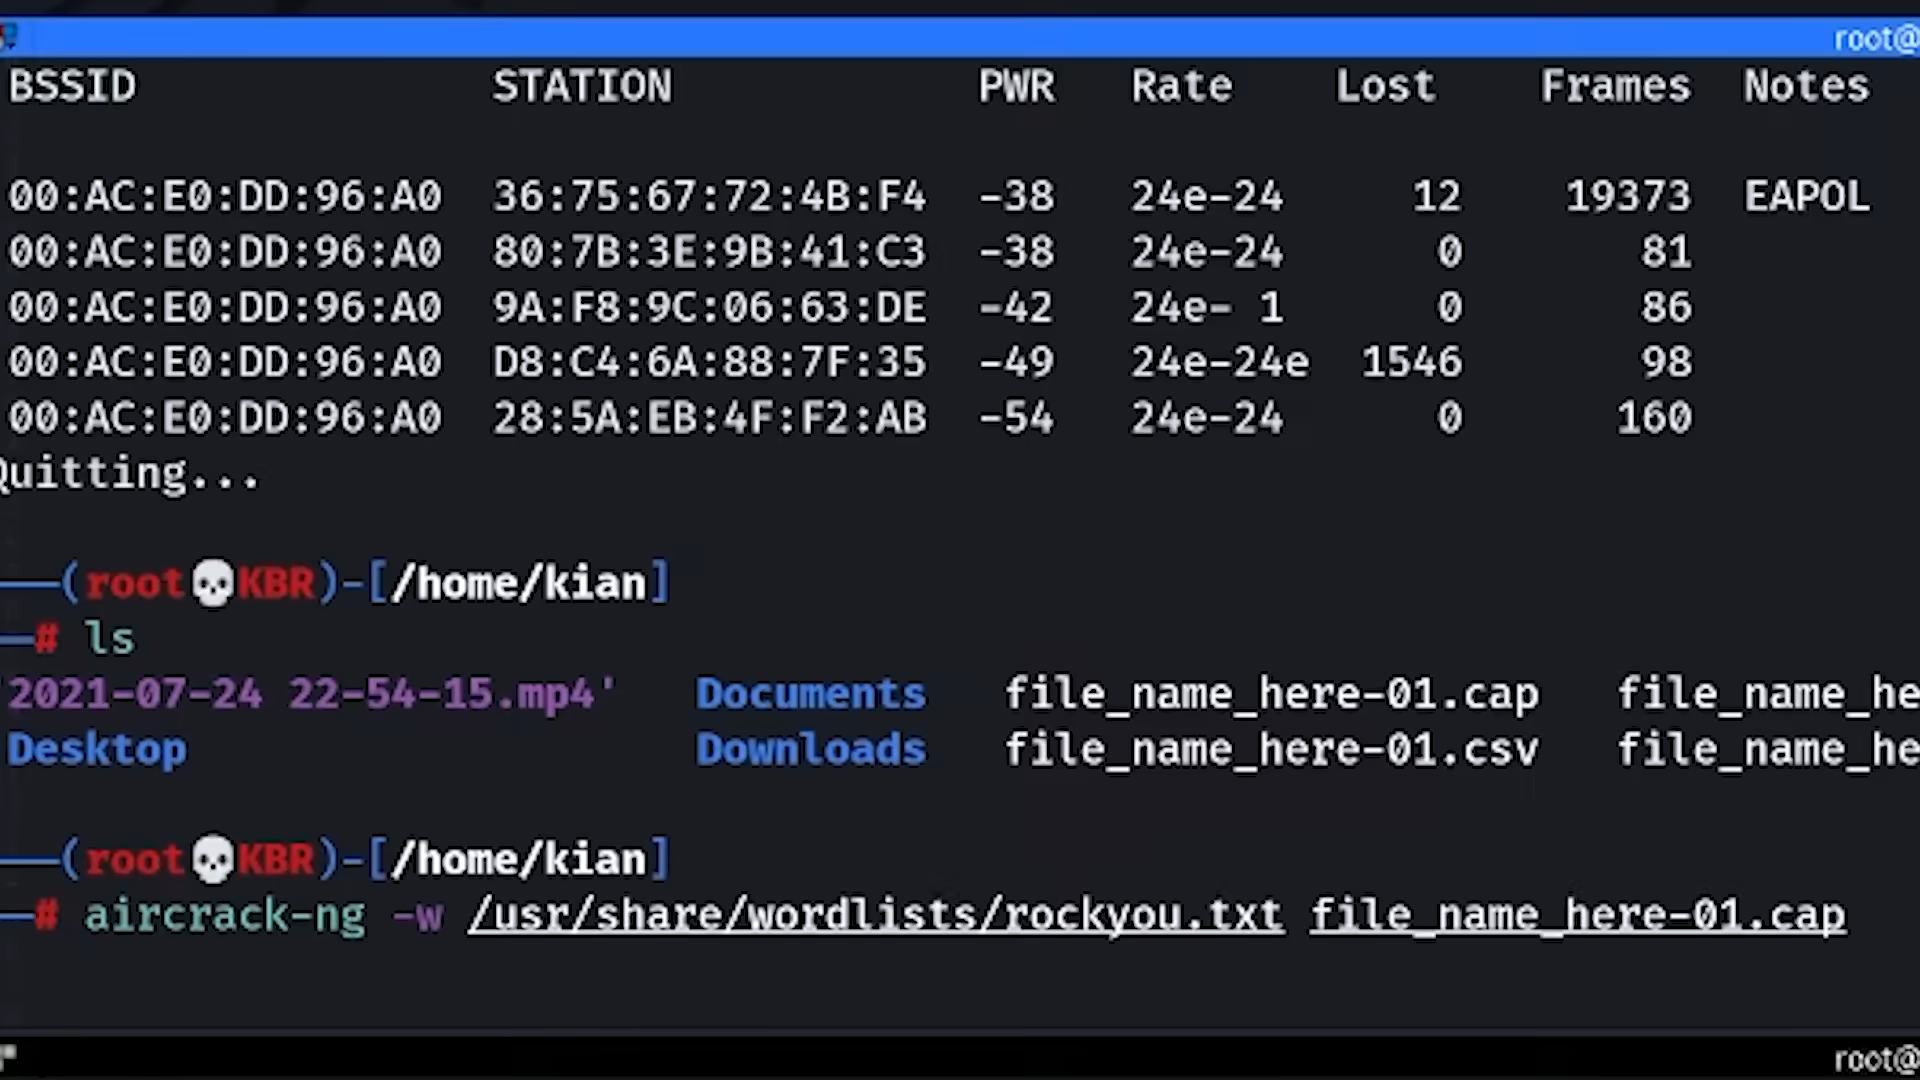 root@
BSSID STATION PWR Rate Lost Frames Notes
00:AC:E0:DD:96:A0 36:75:67:72:4B:F4 -38 24e-24 12 19373 EAPOL
00:AC:E0:DD:96:A0 80:7B:3E:9B:41:C3 -38 24e-24 0 81
00:AC:E0:DD:96:A0 9A:F8:9C:06:63:DE -42 24e- 1 0 86
00:AC:E0:DD:96:A0 D8:C4:6A:88:7F:35 -49 24e-24e 1546 98
00:AC:E0:DD:96:A0 28:5A:EB:4F:F2:AB -54 24e-24 0 160
Quitting...
(root💀KBR)-[/home/kian]
# ls
'2021-07-24 22-54-15.mp4' Documents file_name_here-01.cap file_name_he
Desktop Downloads file_name_here-01.csv file_name_he
(root💀KBR)-[/home/kian]
# aircrack-ng -w /usr/share/wordlists/rockyou.txt file_name_here-01.cap
root@